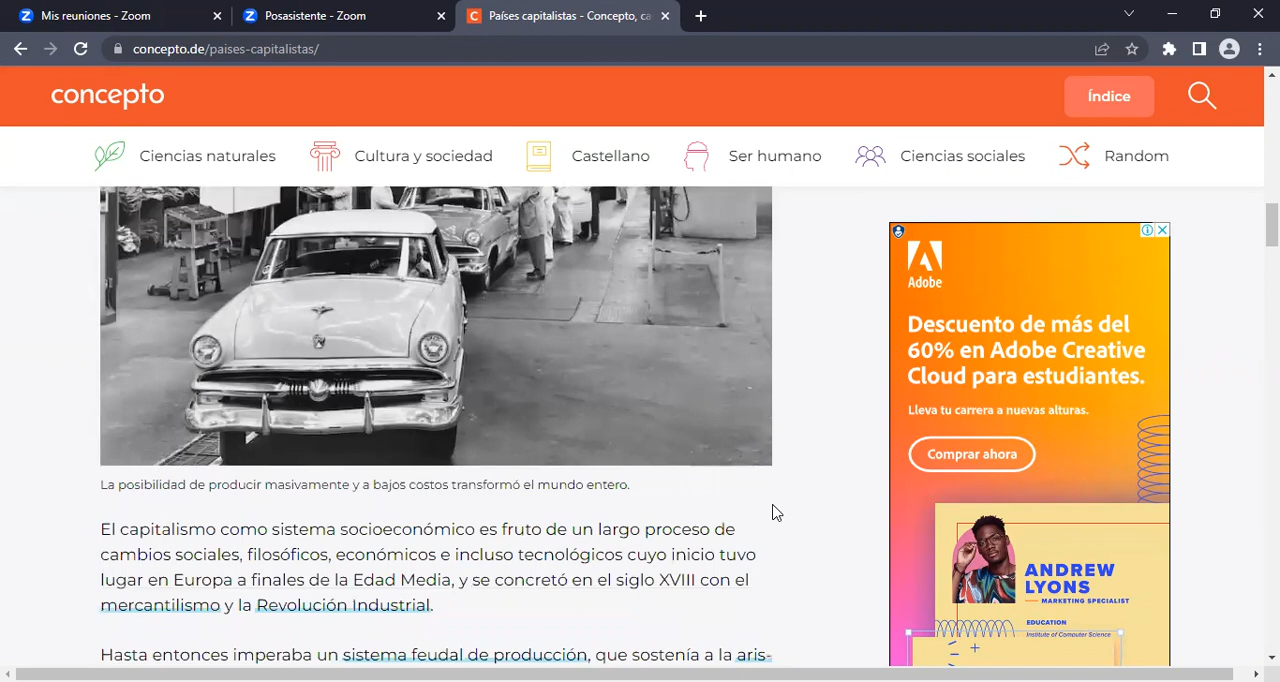 Mis reuniones - Zoom
Posasistente - Zoom
Países capitalistas - Concepto, ca
concepto.de/paises-capitalistas/
concepto
Índice
Ciencias naturales
Cultura y sociedad
Castellano
Ser humano
Ciencias sociales
Random
La posibilidad de producir masivamente y a bajos costos transformó el mundo entero.
El capitalismo como sistema socioeconómico es fruto de un largo proceso de
cambios sociales, filosóficos, económicos e incluso tecnológicos cuyo inicio tuvo
lugar en Europa a finales de la Edad Media, y se concretó en el siglo XVIII con el
mercantilismo y la Revolución Industrial.
Hasta entonces imperaba un sistema feudal de producción, que sostenía a la aris-
Adobe
Descuento de más del
60% en Adobe Creative
Cloud para estudiantes.
Lleva tu carrera a nuevas alturas.
Comprar ahora
ANDREW
LYONS
MARKETING SPECIALIST
EDUCATION
Institute of Computer Science